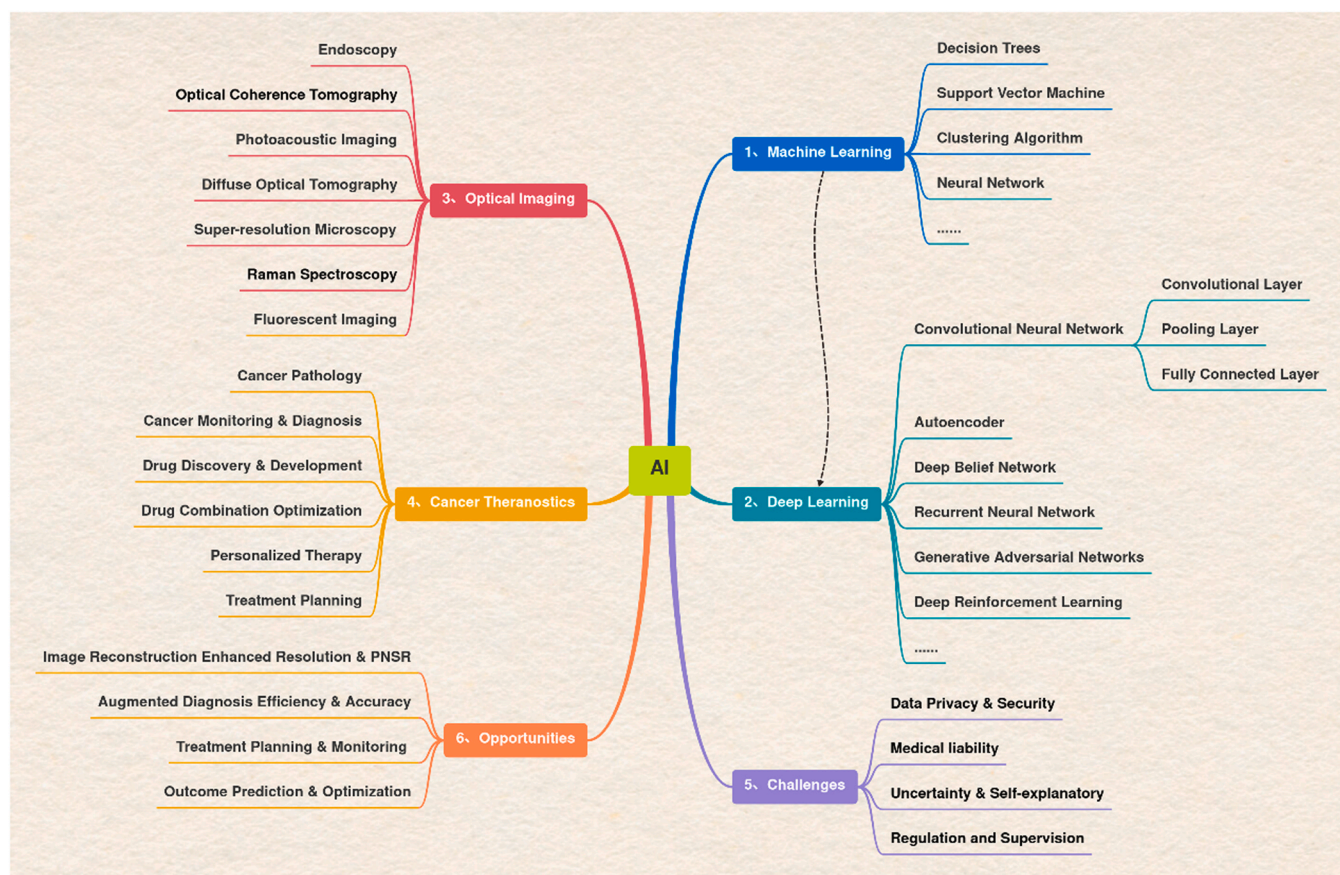 AI
1、Machine Learning
Decision Trees
Support Vector Machine
Clustering Algorithm
Neural Network
......
2、Deep Learning
Convolutional Neural Network
Convolutional Layer
Pooling Layer
Fully Connected Layer
Autoencoder
Deep Belief Network
Recurrent Neural Network
Generative Adversarial Networks
Deep Reinforcement Learning
......
3、Optical Imaging
Endoscopy
Optical Coherence Tomography
Photoacoustic Imaging
Diffuse Optical Tomography
Super-resolution Microscopy
Raman Spectroscopy
Fluorescent Imaging
4、Cancer Theranostics
Cancer Pathology
Cancer Monitoring & Diagnosis
Drug Discovery & Development
Drug Combination Optimization
Personalized Therapy
Treatment Planning
5、Challenges
Data Privacy & Security
Medical liability
Uncertainty & Self-explanatory
Regulation and Supervision
6、Opportunities
Image Reconstruction Enhanced Resolution & PNSR
Augmented Diagnosis Efficiency & Accuracy
Treatment Planning & Monitoring
Outcome Prediction & Optimization